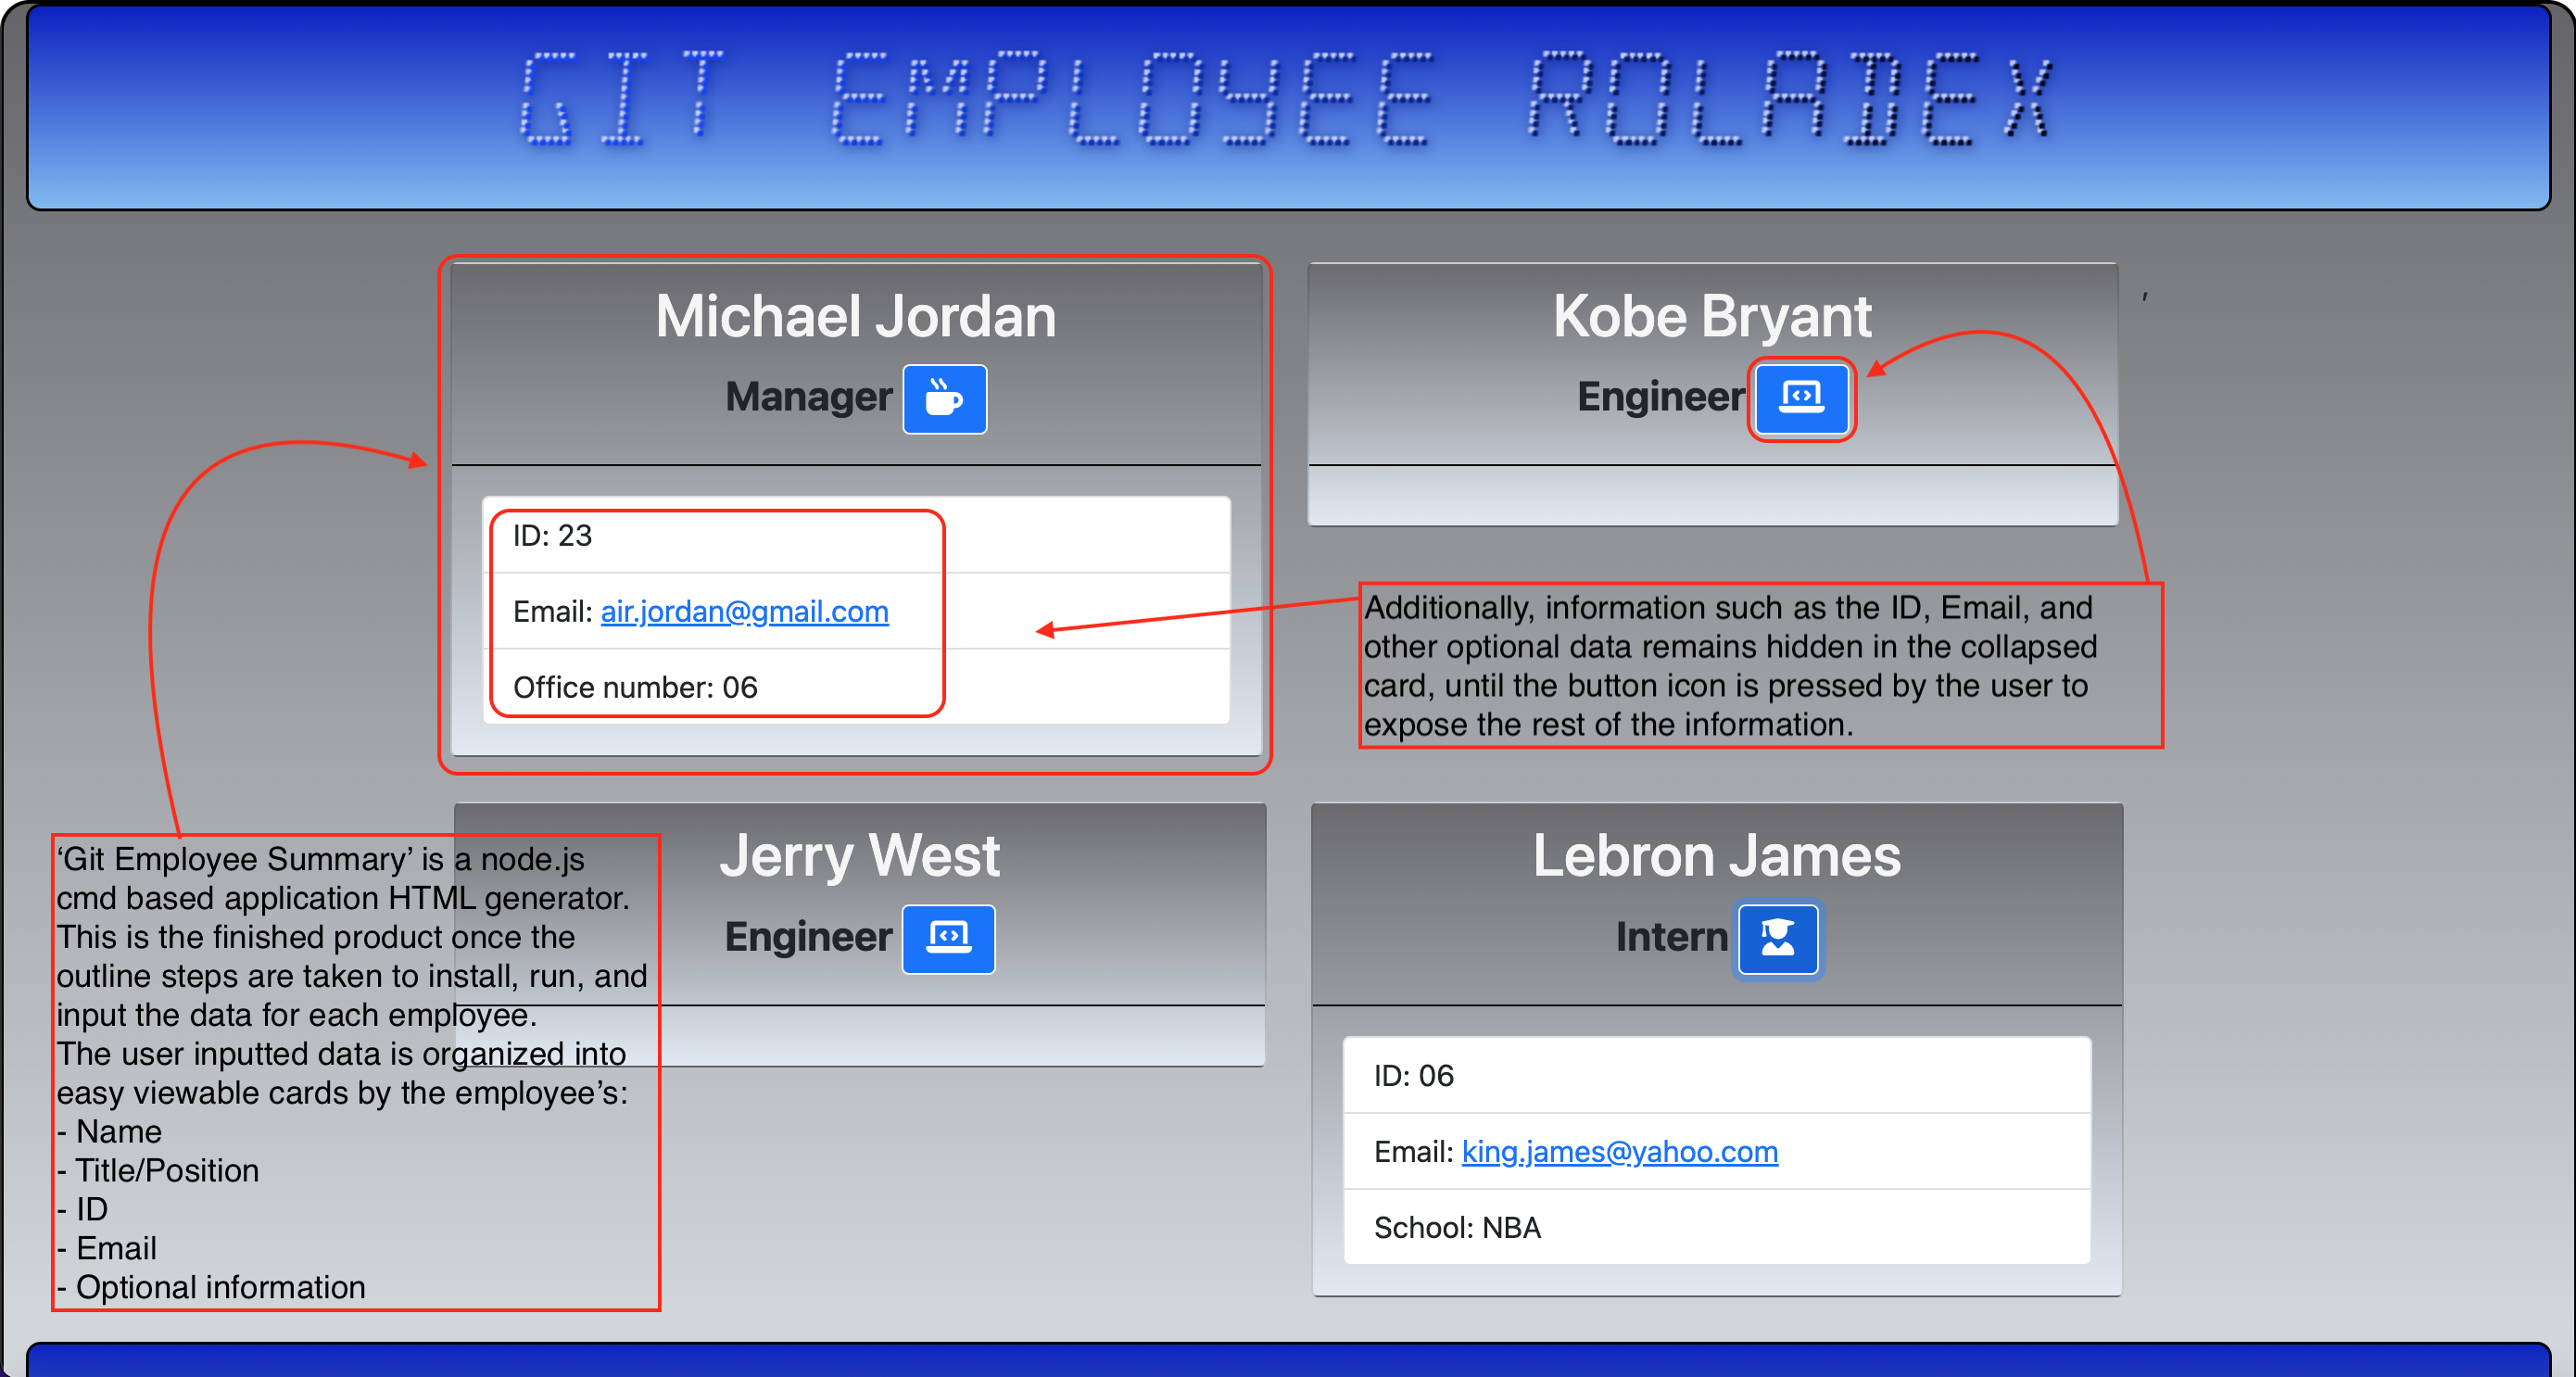 GIT EMPLOYEE ROLADEX
Michael Jordan
Manager
ID: 23
Email: air.jordan@gmail.com
Office number: 06
Kobe Bryant
Engineer
,
Additionally, information such as the ID, Email, and
other optional data remains hidden in the collapsed
card, until the button icon is pressed by the user to
expose the rest of the information.
‘Git Employee Summary’ is a node.js
cmd based application HTML generator.
This is the finished product once the
outline steps are taken to install, run, and
input the data for each employee.
The user inputted data is organized into
easy viewable cards by the employee’s:
- Name
- Title/Position
- ID
- Email
- Optional information
Jerry West
Engineer
Lebron James
Intern
ID: 06
Email: king.james@yahoo.com
School: NBA